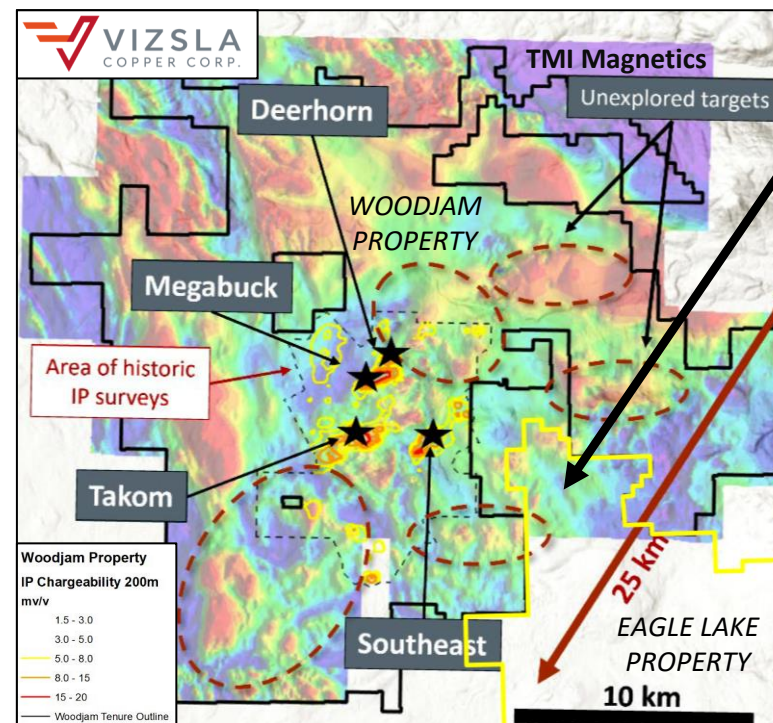 VIZSLA
COPPER CORP.
TMI Magnetics
Deerhorn
Unexplored targets
WOODJAM
PROPERTY
Megabuck
Area of historic
IP surveys
Takom
Woodjam Property
IP Chargeability 200m
mv/v
1.5 - 3.0
3.0 - 5.0
5.0 - 8.0
8.0 - 15
15 - 20
Woodjam Tenure Outline
Southeast
25 km
EAGLE LAKE
PROPERTY
10 km